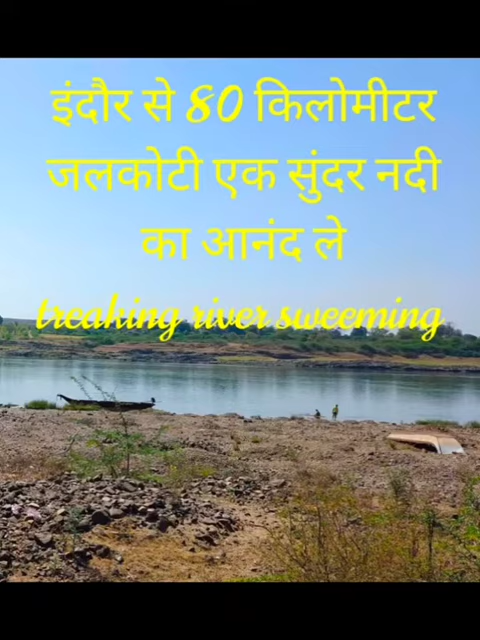 इंदौर से 80 किलोमीटर
जलकोटी एक सुंदर नदी
का आनंद ले
treaking river sweeming